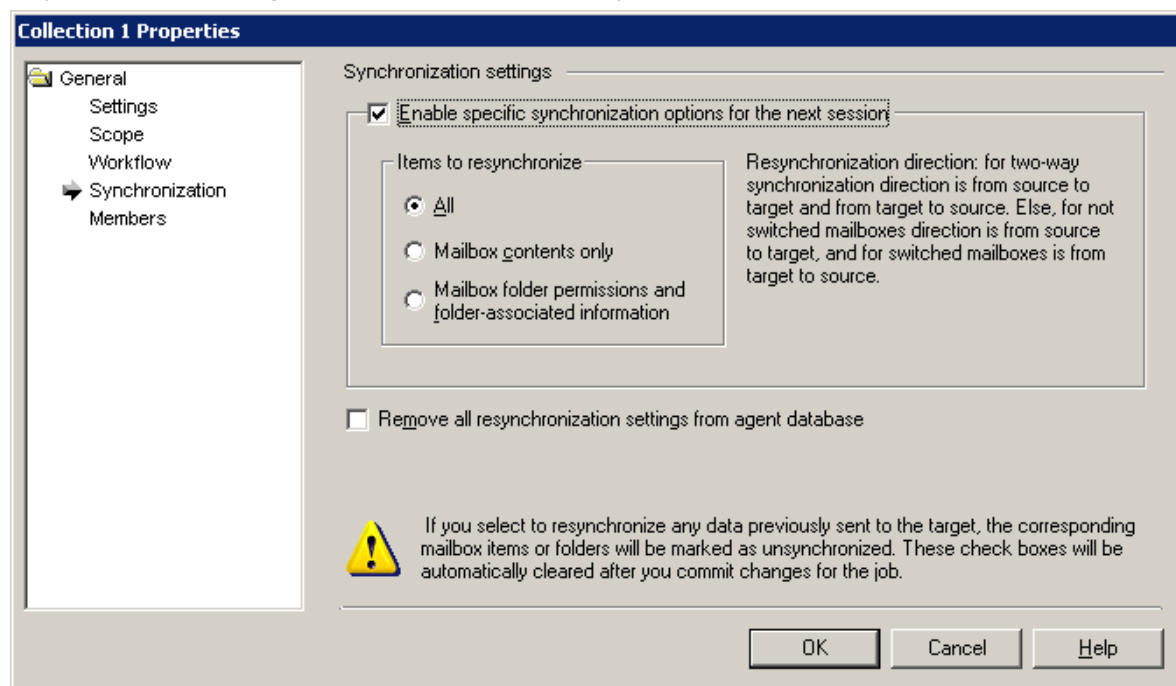 Collection 1 Properties
General
Settings
Scope
Workflow
Synchronization
Members
Synchronization settings
Enable specific synchronization options for the next session
Items to resynchronize
All
Mailbox contents only
Mailbox folder permissions and
folder-associated information
Resynchronization direction: for two-way
synchronization direction is from source to
target and from target to source. Else, for not
switched mailboxes direction is from source
to target, and for switched mailboxes is from
target to source.
Remove all resynchronization settings from agent database
If you select to resynchronize any data previously sent to the target, the corresponding
mailbox items or folders will be marked as unsynchronized. These check boxes will be
automatically cleared after you commit changes for the job.
OK
Cancel
Help